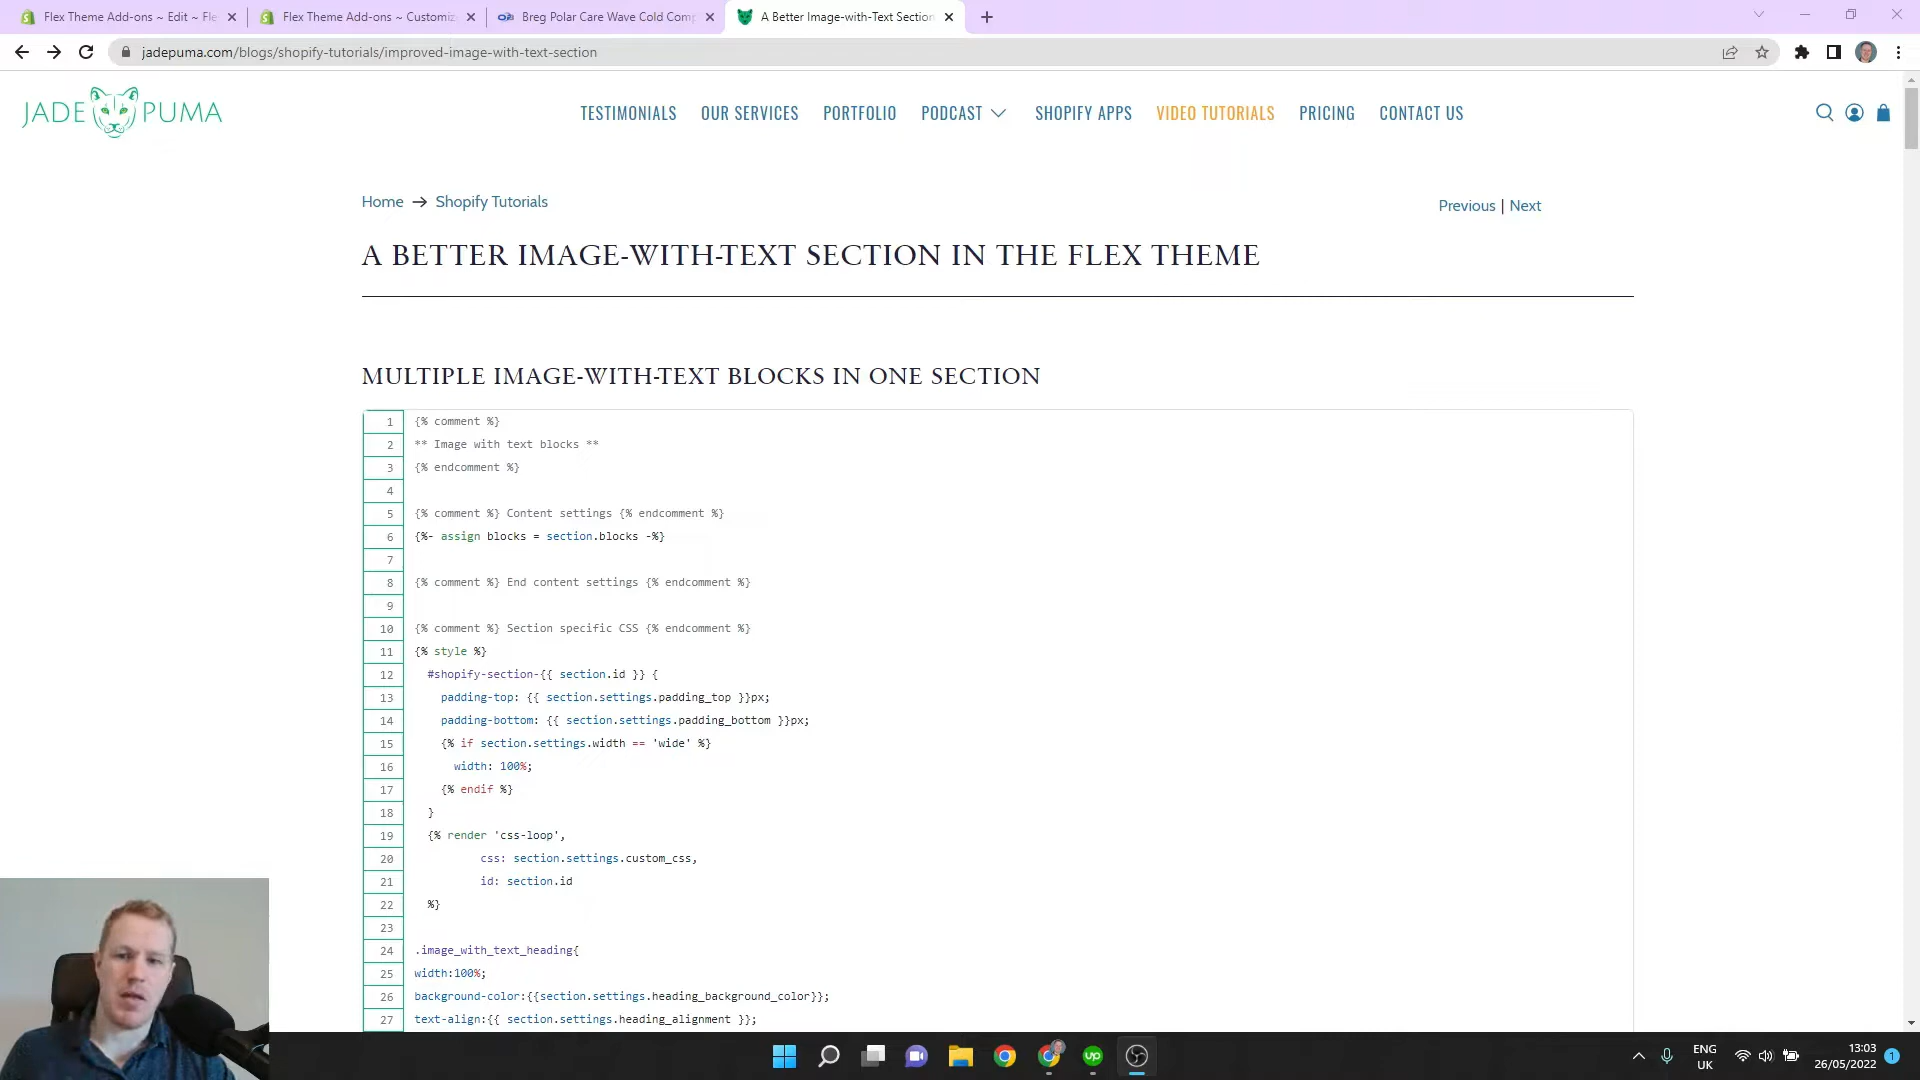 Flex Theme Add-ons ~ Edit ~ Fle
Flex Theme Add-ons ~ Customiz
Breg Polar Care Wave Cold Comp
A Better Image-with-Text Section
jadepuma.com/blogs/shopify-tutorials/improved-image-with-text-section
JADE PUMA
TESTIMONIALS
OUR SERVICES
PORTFOLIO
PODCAST
SHOPIFY APPS
VIDEO TUTORIALS
PRICING
CONTACT US
Home → Shopify Tutorials
Previous | Next
A BETTER IMAGE-WITH-TEXT SECTION IN THE FLEX THEME
MULTIPLE IMAGE-WITH-TEXT BLOCKS IN ONE SECTION
1 {% comment %}
2 ** Image with text blocks **
3 {% endcomment %}
4
5 {% comment %} Content settings {% endcomment %}
6 {%- assign blocks = section.blocks -%}
7
8 {% comment %} End content settings {% endcomment %}
9
10 {% comment %} Section specific CSS {% endcomment %}
11 {% style %}
12 #shopify-section-{{ section.id }} {
13 padding-top: {{ section.settings.padding_top }}px;
14 padding-bottom: {{ section.settings.padding_bottom }}px;
15 {% if section.settings.width == 'wide' %}
16 width: 100%;
17 {% endif %}
18 }
19 {% render 'css-loop',
20 css: section.settings.custom_css,
21 id: section.id
22 %}
23
24 .image_with_text_heading{
25 width:100%;
26 background-color:{{section.settings.heading_background_color}};
27 text-align:{{ section.settings.heading_alignment }};
up
ENG
UK
13:03
26/05/2022
1